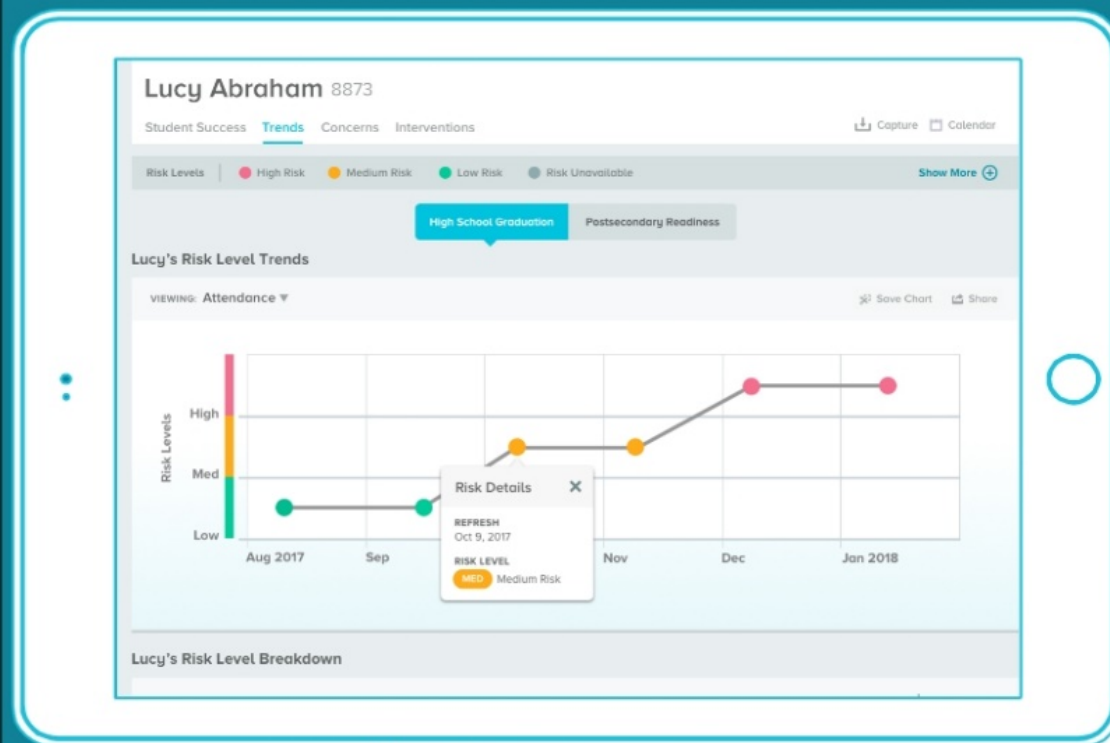 Lucy Abraham 8873
Student Success Trends Concerns Interventions
Capture Calendar
Risk Levels High Risk Medium Risk Low Risk Risk Unavailable Show More
High School Graduation Postsecondary Readiness
Lucy's Risk Level Trends
VIEWING: Attendance
Save Chart Share
Risk Levels
High
Med
Low
Aug 2017 Sep Nov Dec Jan 2018
Risk Details
REFRESH
Oct 9, 2017
RISK LEVEL
MED Medium Risk
Lucy's Risk Level Breakdown